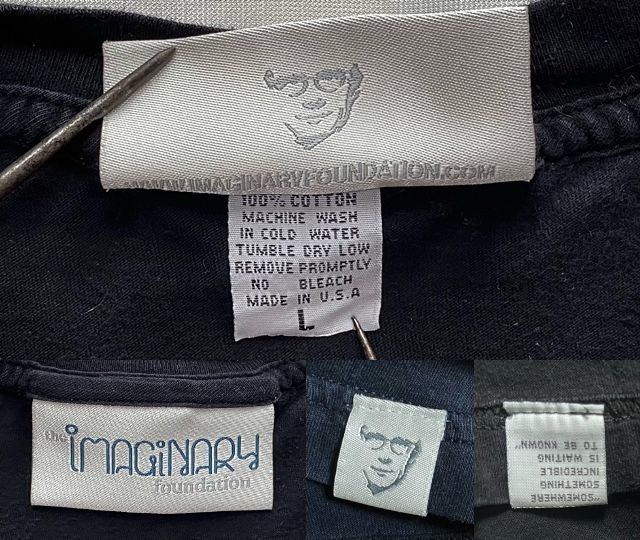 WWW.IMAGINARYFOUNDATION.COM
100% COTTON
MACHINE WASH
IN COLD WATER
TUMBLE DRY LOW
REMOVE PROMPTLY
NO BLEACH
MADE IN U.S.A
L
the
imaginary
foundation
"SOMEWHERE
SOMETHING
INCREDIBLE
IS WAITING
TO BE KNOWN"